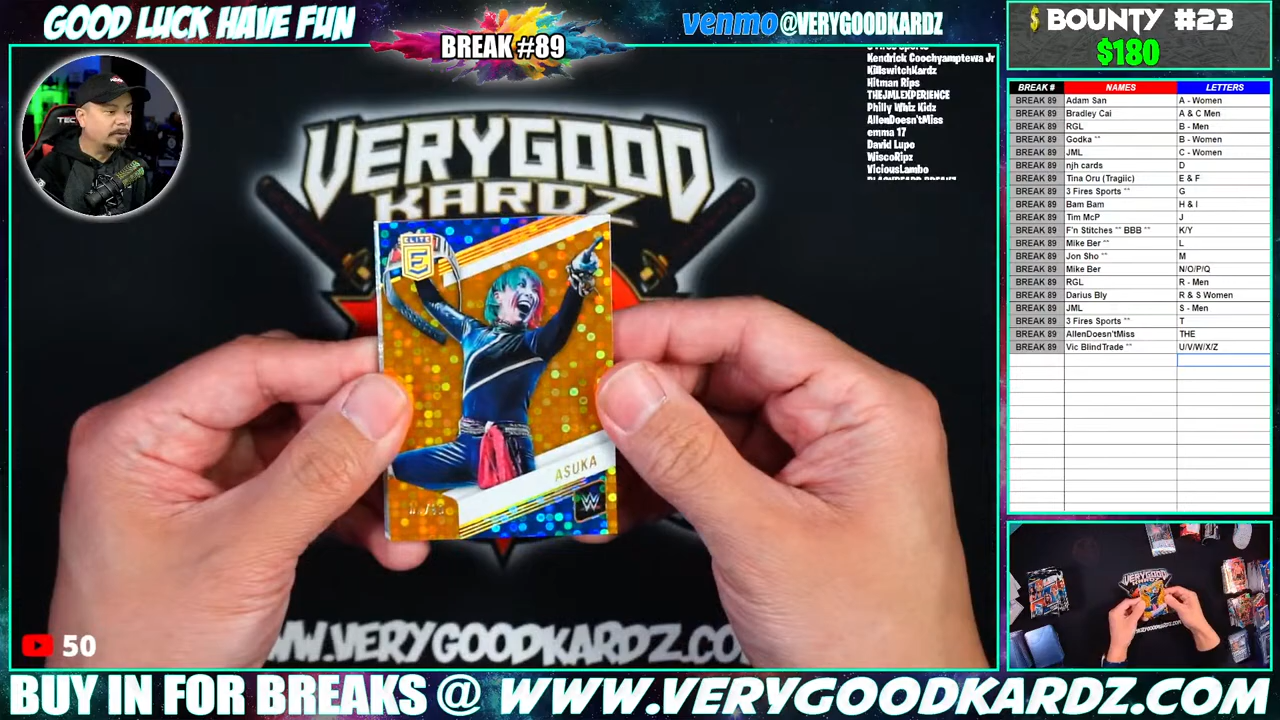 GOOD LUCK HAVE FUN
BREAK #89
venmo @VERYGOODKARDZ
$ BOUNTY #23
$180
Kendrick Goochyamptewa Jr
KillswitchKardz
Hitman Rips
THEJMLEXPERIENCE
Philly Whiz Kidz
AllenDoesn'tMiss
emma 17
David Lupo
WiscoRipz
ViciousLambo
BREAK # NAMES LETTERS
BREAK 89 Adam San A - Women
BREAK 89 Bradley Cai A & C Men
BREAK 89 RGL B - Men
BREAK 89 Godka ** B - Women
BREAK 89 JML C - Women
BREAK 89 njh cards D
BREAK 89 Tina Oru (Tragiic) E & F
BREAK 89 3 Fires Sports ** G
BREAK 89 Bam Bam H & I
BREAK 89 Tim McP J
BREAK 89 F'n Stitches ** BBB ** K/Y
BREAK 89 Mike Ber ** L
BREAK 89 Jon Sho ** M
BREAK 89 Mike Ber N/O/P/Q
BREAK 89 RGL R - Men
BREAK 89 Darius Bly R & S Women
BREAK 89 JML S - Men
BREAK 89 3 Fires Sports ** T
BREAK 89 AllenDoesn'tMiss THE
BREAK 89 Vic BlindTrade ** U/V/W/X/Z
VERYGOOD
KARDZ
ELITE
E
ASUKA
W
WWW.VERYGOODKARDZ.CO
VERYGOOD
KARDZ
50
BUY IN FOR BREAKS @ WWW.VERYGOODKARDZ.COM